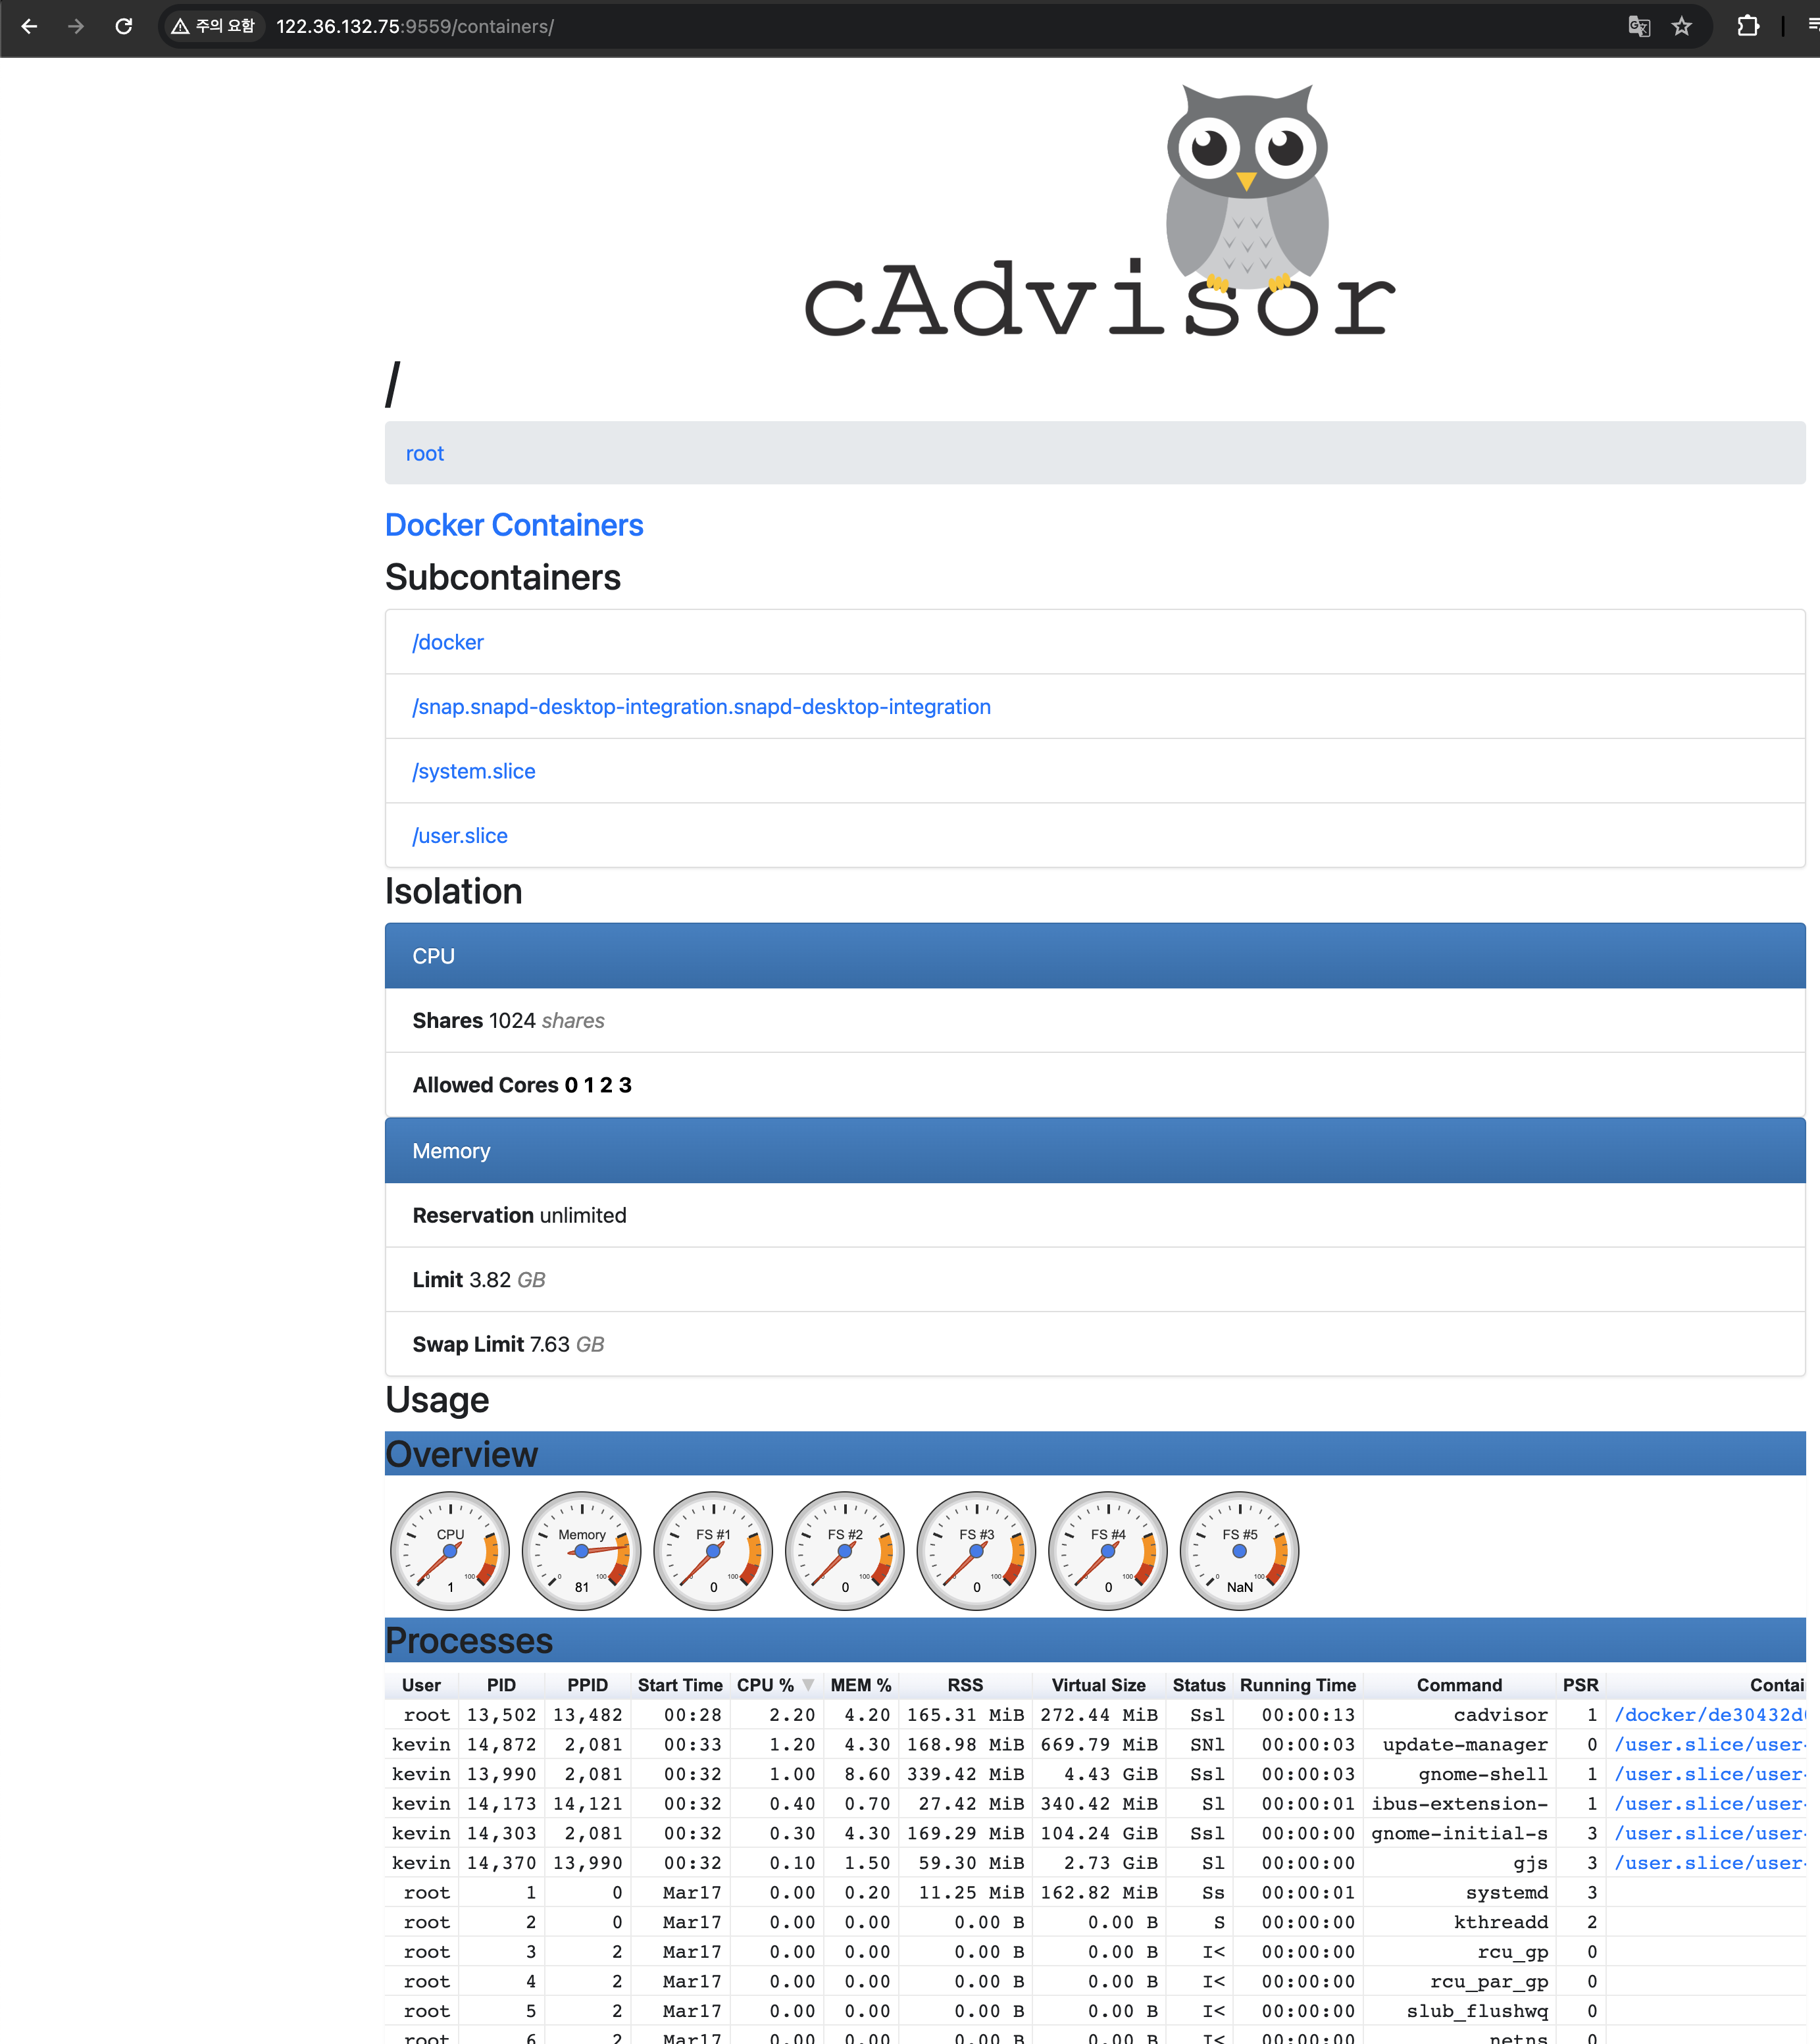 주의 요함 122.36.132.75:9559/containers/
cAdvisor
/
root
Docker Containers
Subcontainers
/docker
/snap.snapd-desktop-integration.snapd-desktop-integration
/system.slice
/user.slice
Isolation
CPU
Shares 1024 shares
Allowed Cores 0 1 2 3
Memory
Reservation unlimited
Limit 3.82 GB
Swap Limit 7.63 GB
Usage
Overview
CPU 0 100 1
Memory 0 100 81
FS #1 100 0
FS #2 100 0
FS #3 100 0
FS #4 100 0
FS #5 0 100 NaN
Processes
User PID PPID Start Time CPU % ▼ MEM % RSS Virtual Size Status Running Time Command PSR Contai
root 13,502 13,482 00:28 2.20 4.20 165.31 MiB 272.44 MiB Ssl 00:00:13 cadvisor 1 /docker/de30432d
kevin 14,872 2,081 00:33 1.20 4.30 168.98 MiB 669.79 MiB SNl 00:00:03 update-manager 0 /user.slice/user-
kevin 13,990 2,081 00:32 1.00 8.60 339.42 MiB 4.43 GiB Ssl 00:00:03 gnome-shell 1 /user.slice/user-
kevin 14,173 14,121 00:32 0.40 0.70 27.42 MiB 340.42 MiB Sl 00:00:01 ibus-extension- 1 /user.slice/user-
kevin 14,303 2,081 00:32 0.30 4.30 169.29 MiB 104.24 GiB Ssl 00:00:00 gnome-initial-s 3 /user.slice/user-
kevin 14,370 13,990 00:32 0.10 1.50 59.30 MiB 2.73 GiB Sl 00:00:00 gjs 3 /user.slice/user-
root 1 0 Mar17 0.00 0.20 11.25 MiB 162.82 MiB Ss 00:00:01 systemd 3
root 2 0 Mar17 0.00 0.00 0.00 B 0.00 B S 00:00:00 kthreadd 2
root 3 2 Mar17 0.00 0.00 0.00 B 0.00 B I< 00:00:00 rcu_gp 0
root 4 2 Mar17 0.00 0.00 0.00 B 0.00 B I< 00:00:00 rcu_par_gp 0
root 5 2 Mar17 0.00 0.00 0.00 B 0.00 B I< 00:00:00 slub_flushwq 0
root 6 2 Mar17 0.00 0.00 0.00 B 0.00 B I< 00:00:00 netns 0